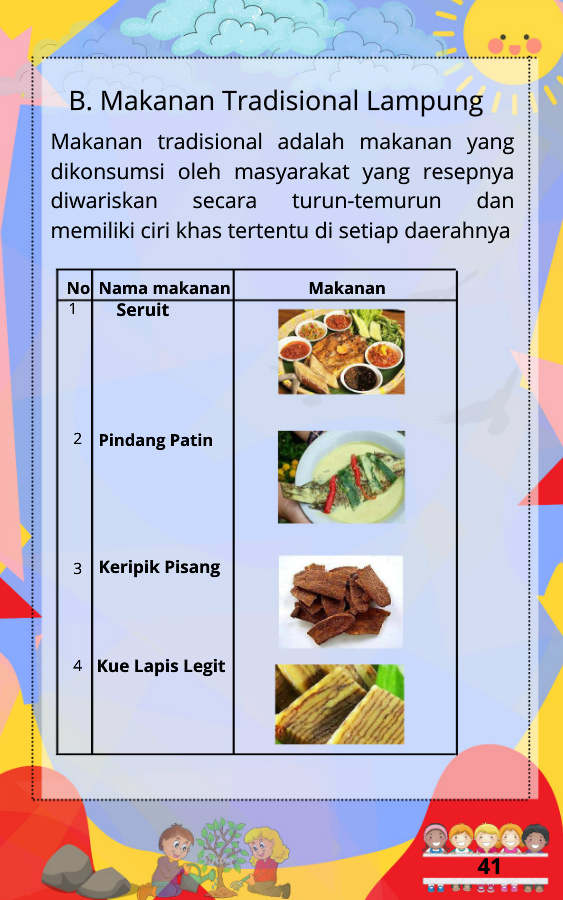 B. Makanan Tradisional Lampung
Makanan tradisional adalah makanan yang
dikonsumsi oleh masyarakat yang resepnya
diwariskan secara turun-temurun dan
memiliki ciri khas tertentu di setiap daerahnya
No Nama makanan Makanan
1 Seruit
2 Pindang Patin
3 Keripik Pisang
4 Kue Lapis Legit
41